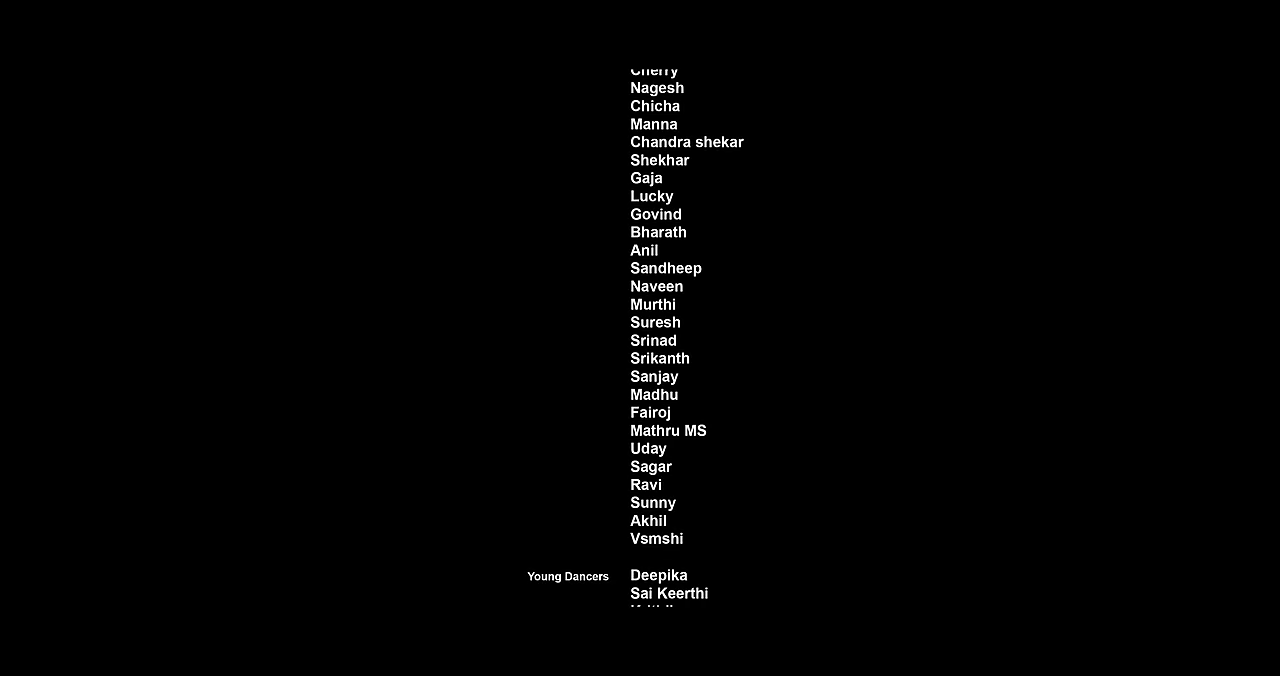 Cherry
Nagesh
Chicha
Manna
Chandra shekar
Shekhar
Gaja
Lucky
Govind
Bharath
Anil
Sandheep
Naveen
Murthi
Suresh
Srinad
Srikanth
Sanjay
Madhu
Fairoj
Mathru MS
Uday
Sagar
Ravi
Sunny
Akhil
Vsmshi
Young Dancers Deepika
Sai Keerthi